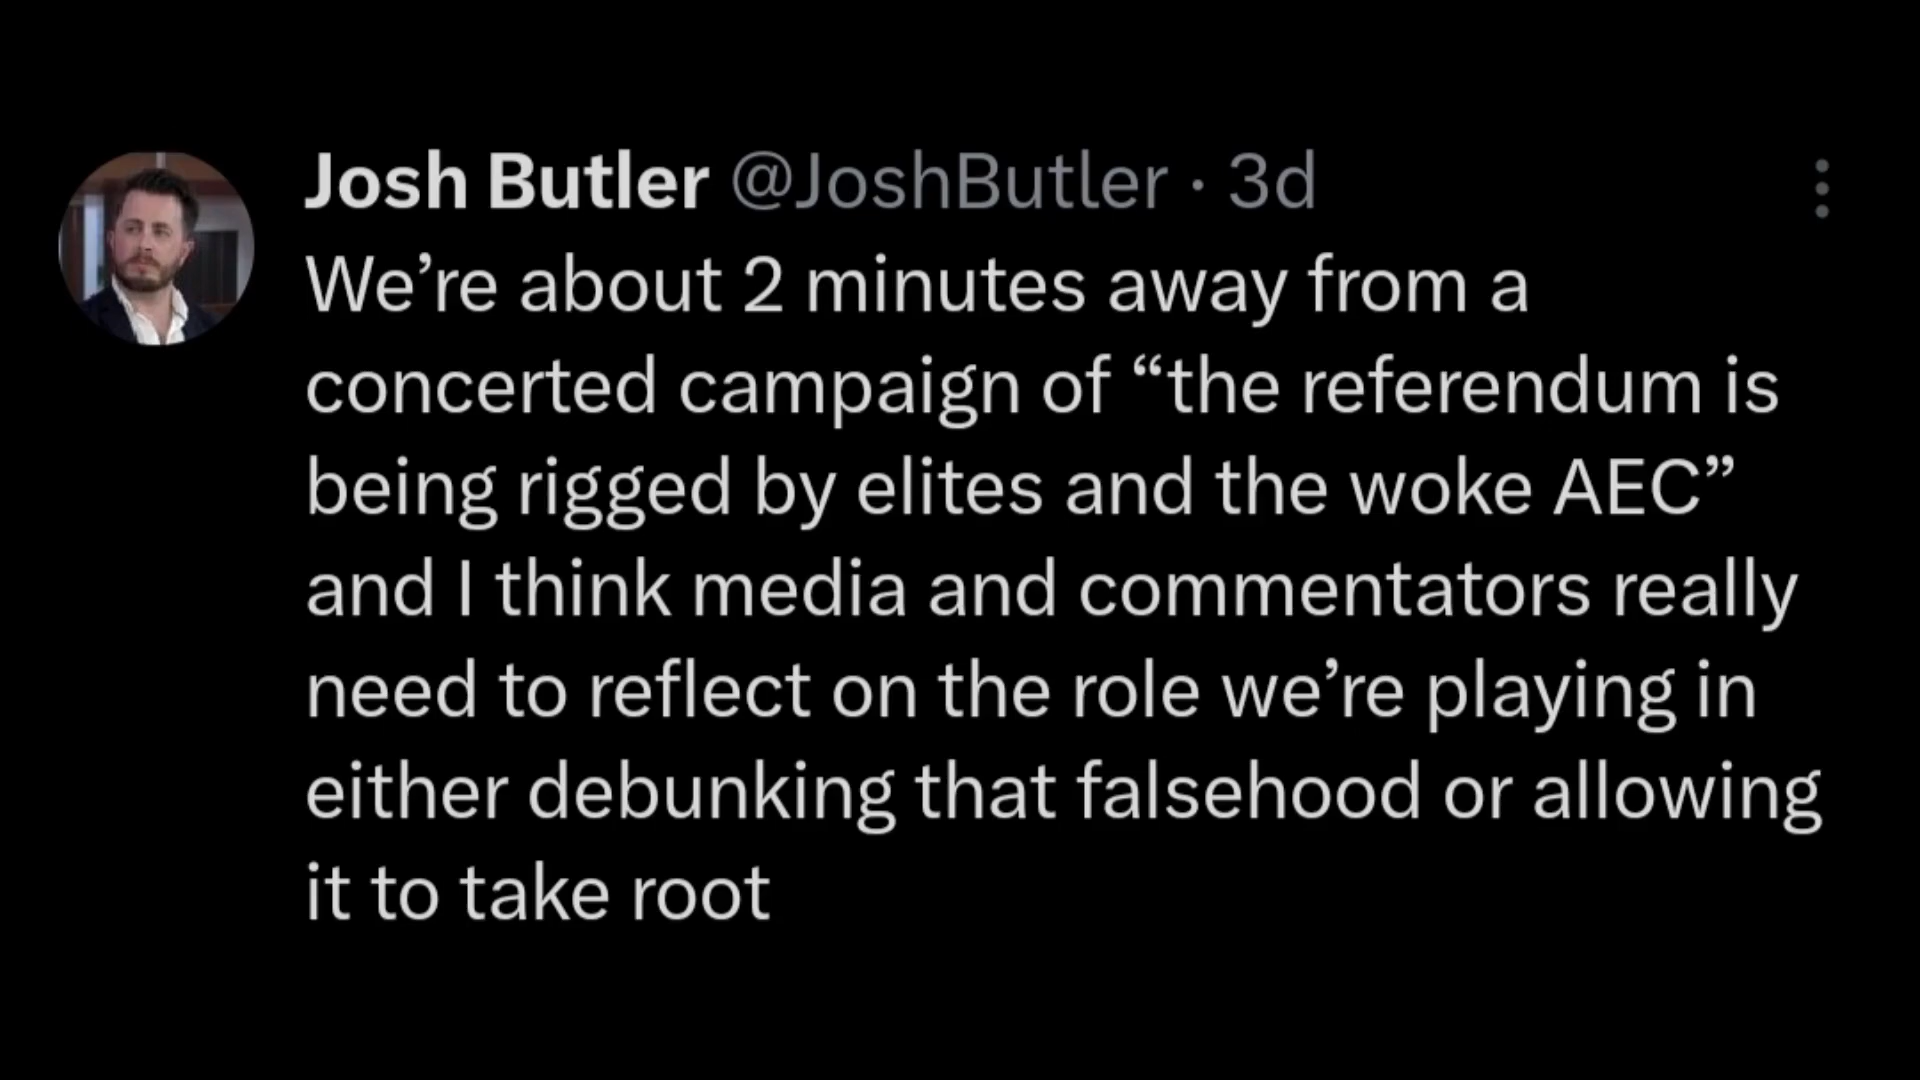 Josh Butler @JoshButler · 3d
We’re about 2 minutes away from a
concerted campaign of “the referendum is
being rigged by elites and the woke AEC”
and I think media and commentators really
need to reflect on the role we’re playing in
either debunking that falsehood or allowing
it to take root